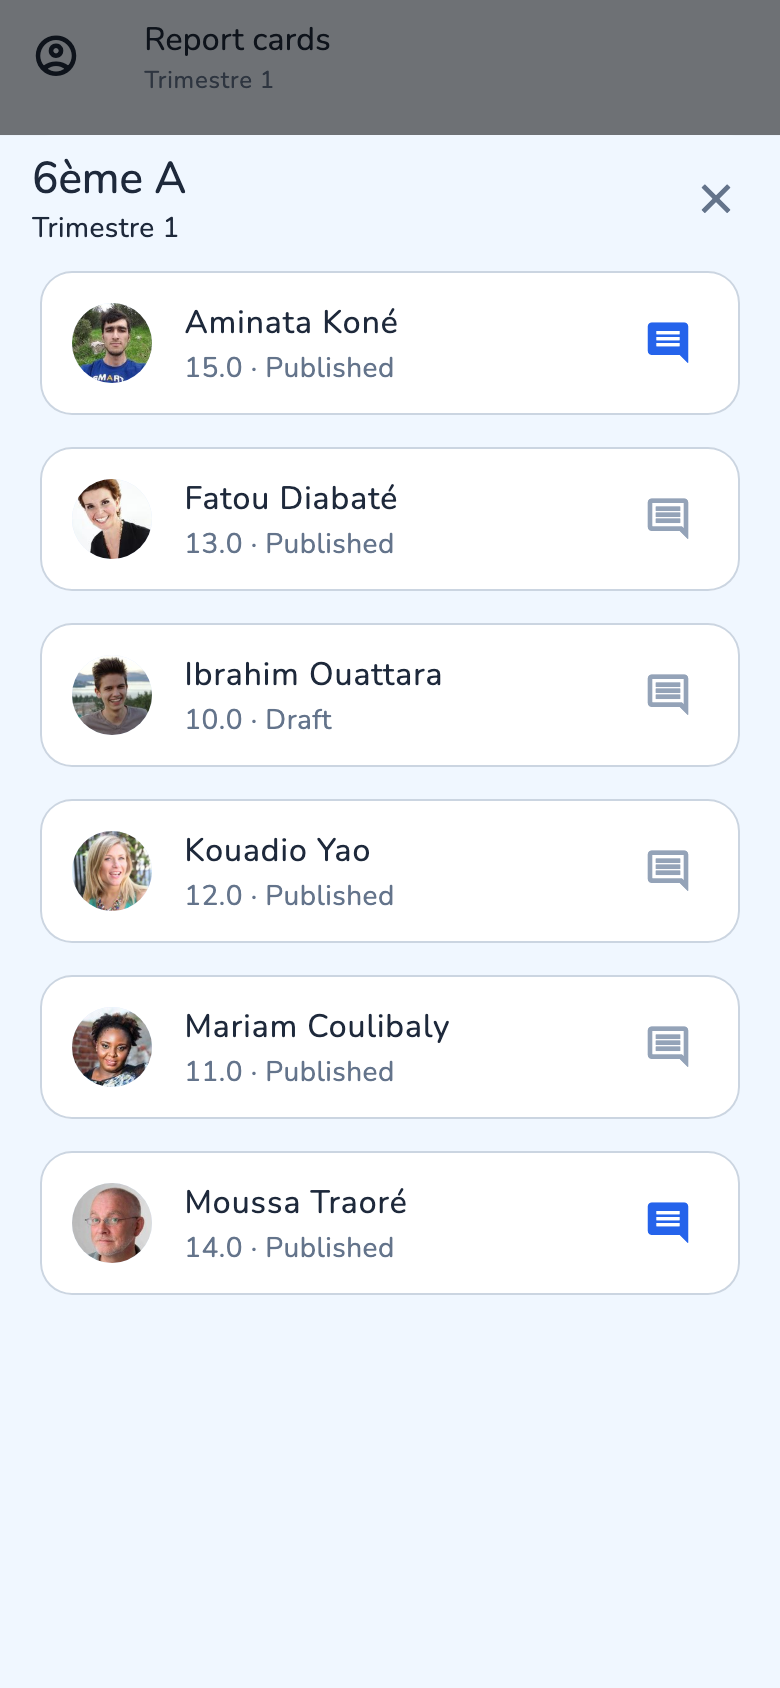 Report cards
Trimestre 1
6ème A
Trimestre 1
Aminata Koné
15.0 · Published
Fatou Diabaté
13.0 · Published
Ibrahim Ouattara
10.0 · Draft
Kouadio Yao
12.0 · Published
Mariam Coulibaly
11.0 · Published
Moussa Traoré
14.0 · Published